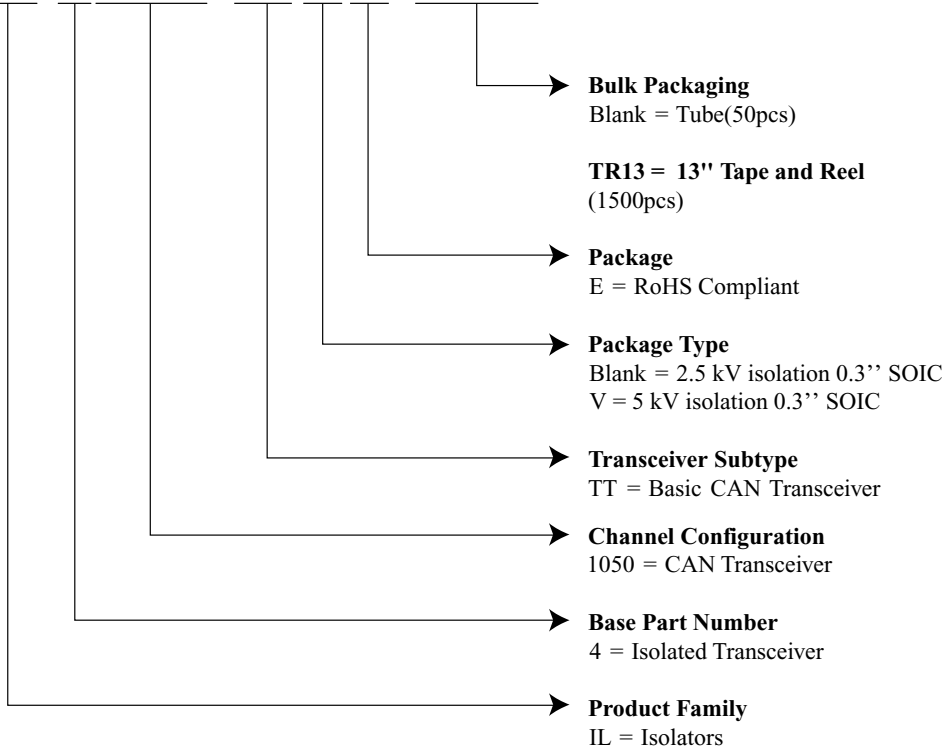 Bulk Packaging
Blank = Tube(50pcs)
TR13 = 13" Tape and Reel
(1500pcs)
Package
E = RoHS Compliant
Package Type
Blank = 2.5 kV isolation 0.3’’ SOIC
V = 5 kV isolation 0.3’’ SOIC
Transceiver Subtype
TT = Basic CAN Transceiver
Channel Configuration
1050 = CAN Transceiver
Base Part Number
4 = Isolated Transceiver
Product Family
IL = Isolators